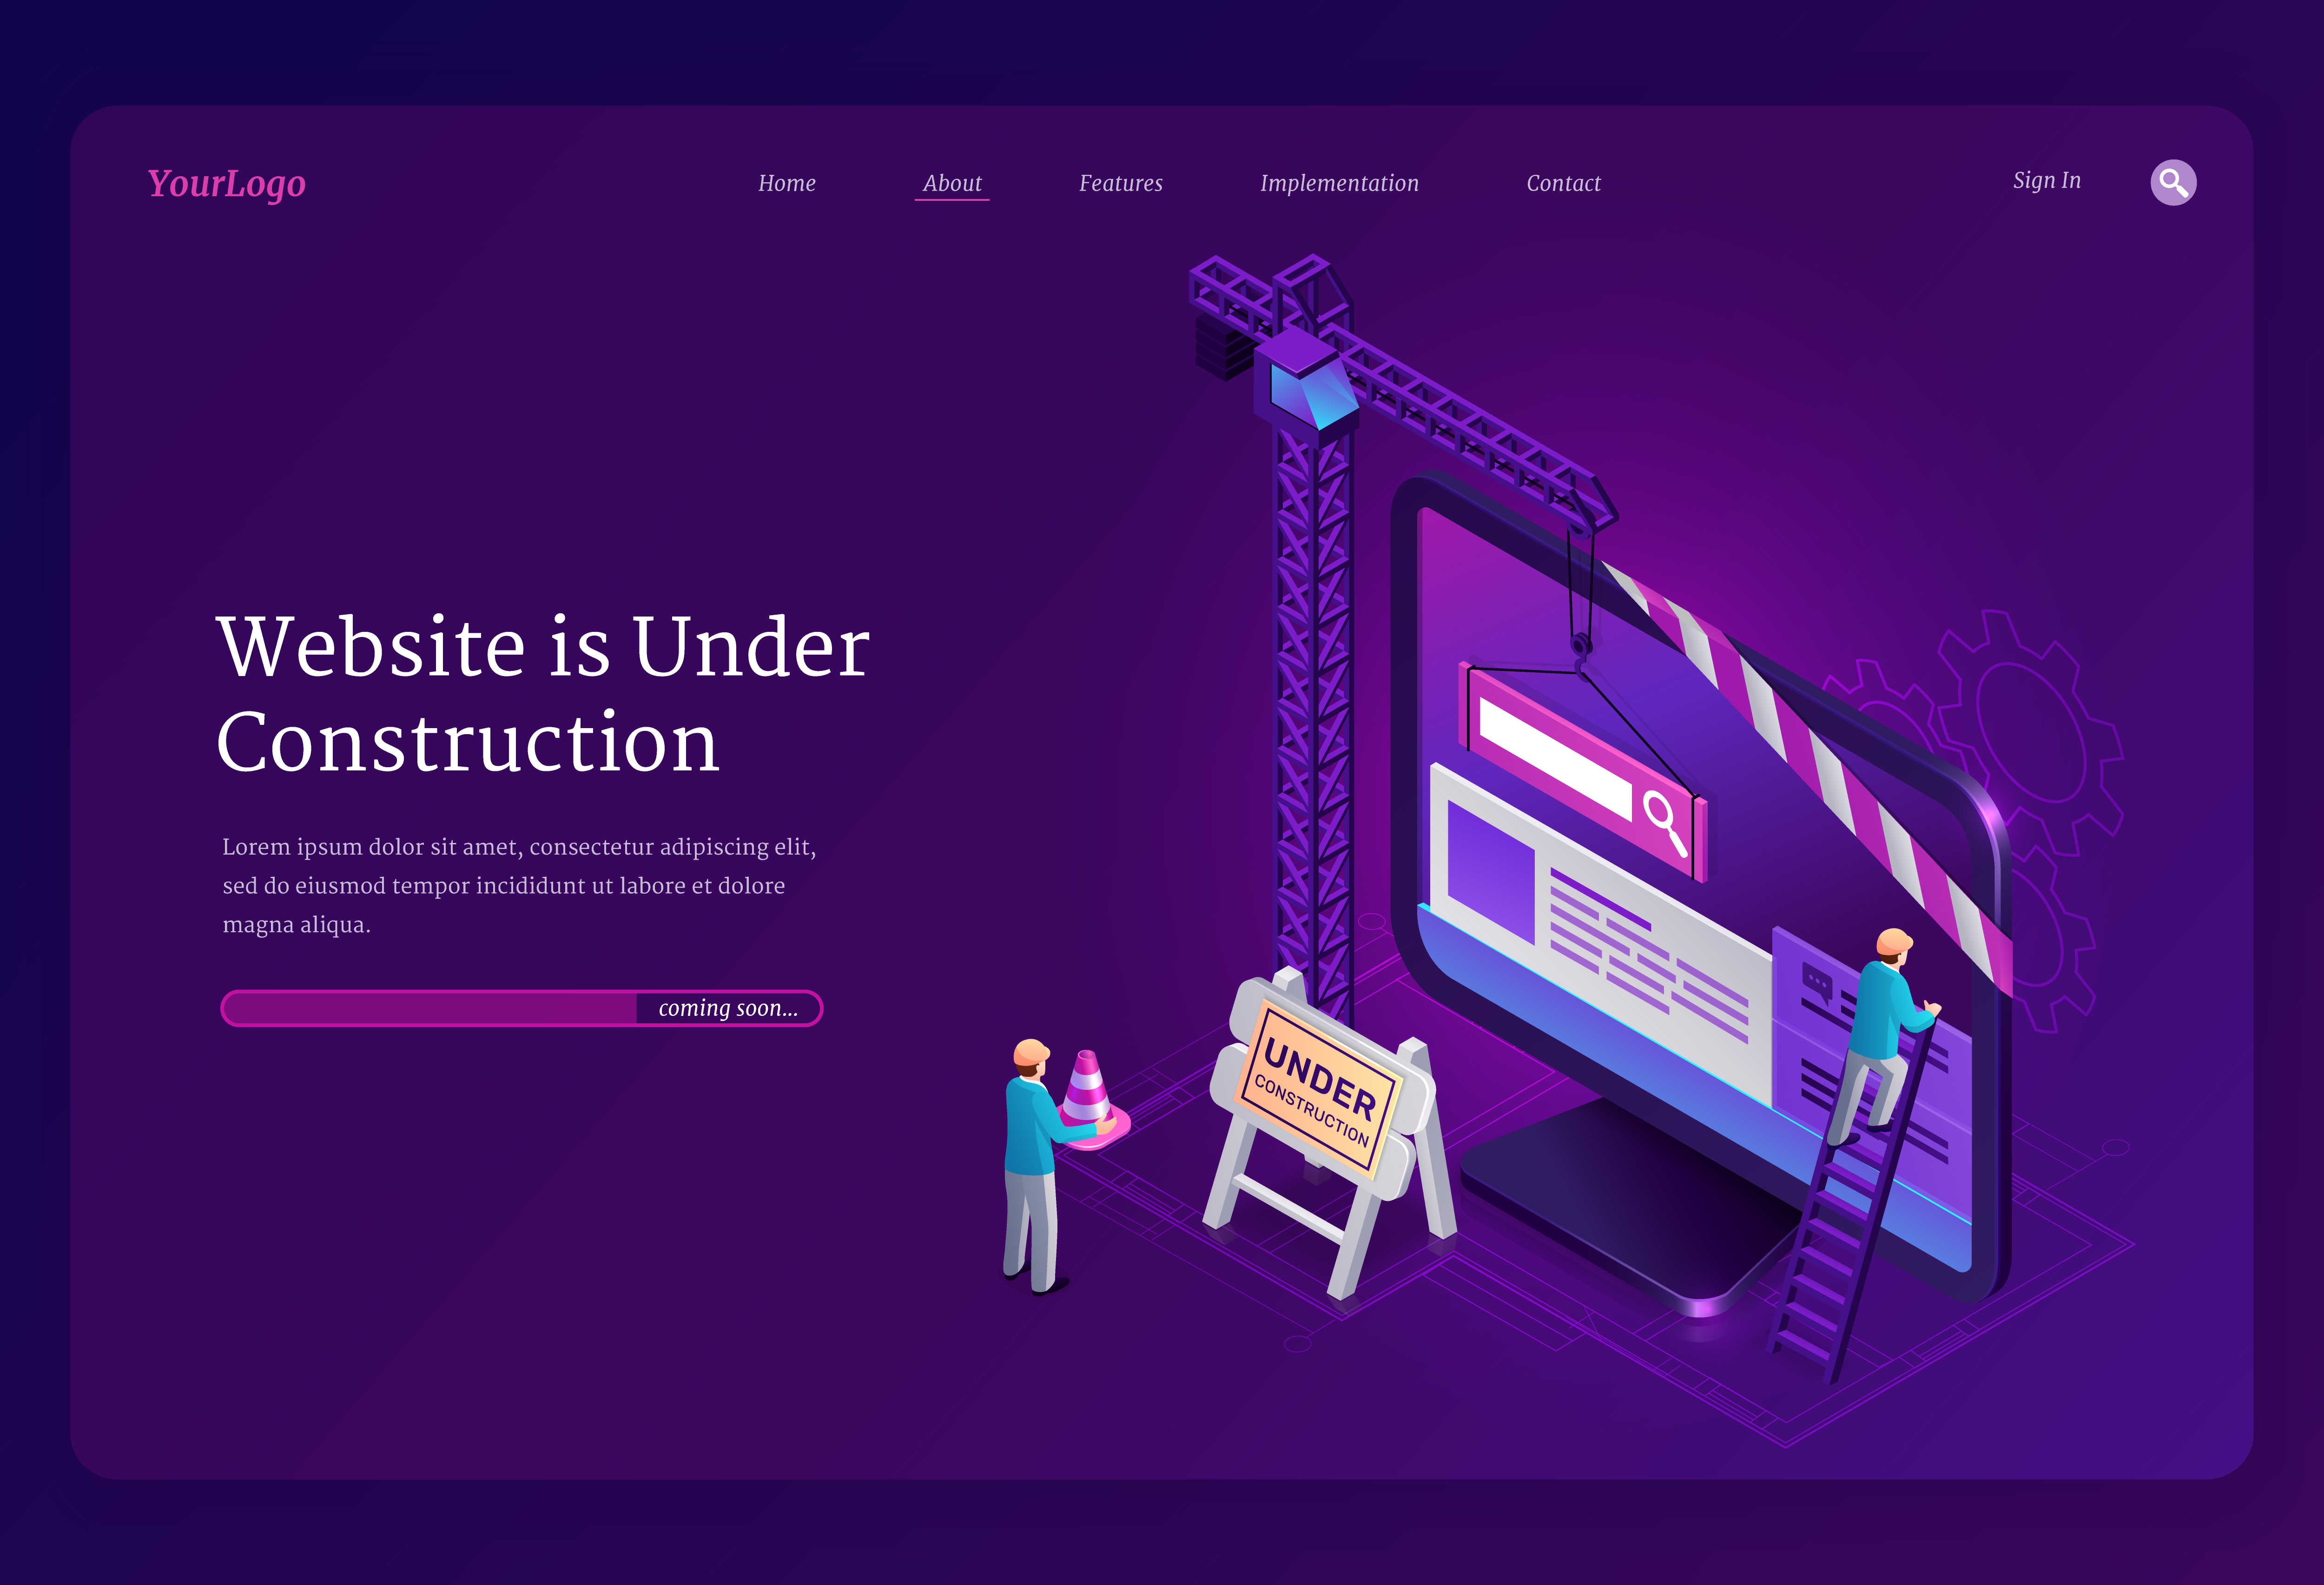 YourLogo
Home About Features Implementation Contact
Sign In
Website is Under
Construction
Lorem ipsum dolor sit amet, consectetur adipiscing elit,
sed do eiusmod tempor incididunt ut labore et dolore
magna aliqua.
coming soon...
UNDER
CONSTRUCTION